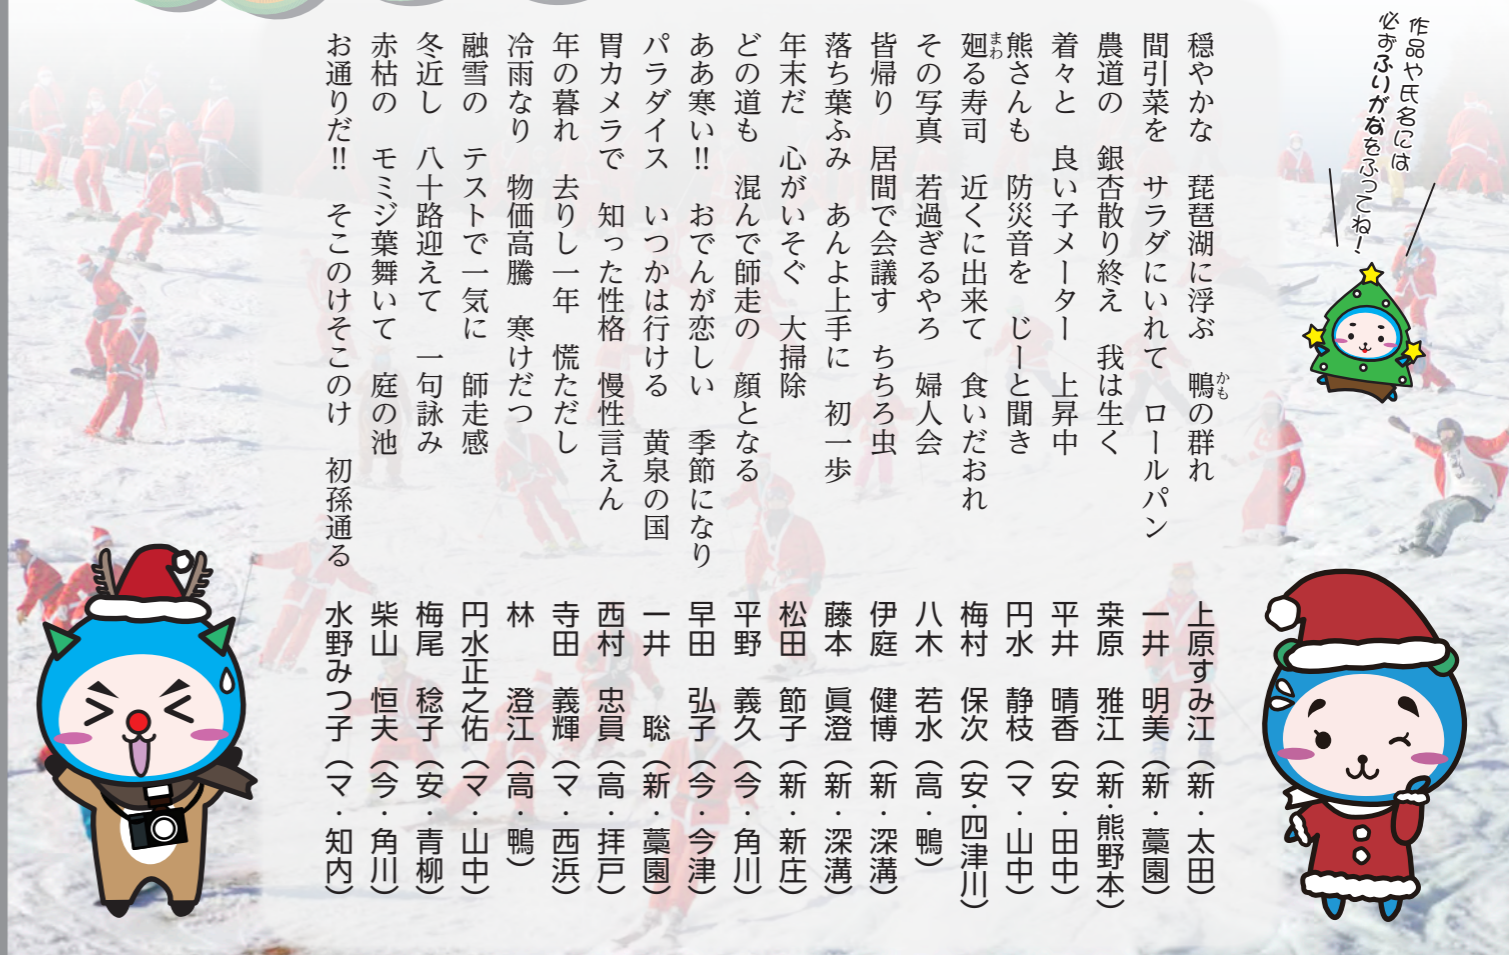 作品や氏名には
必ずふりがなをふってね!
穏やかな 琵琶湖に浮ぶ 鴨の群れ 上原すみ江(新・太田)
かも
間引菜を サラダにいれて ロールパン 一井 明美(新・藁園)
農道の 銀杏散り終え 我は生く 桒原 雅江(新・熊野本)
着々と 良い子メーター 上昇中 平井 晴香(安・田中)
熊さんも 防災音を じーと聞き 円水 静枝(マ・山中)
廻る寿司 近くに出来て 食いだおれ 梅村 保次(安・四津川)
まわ
その写真 若過ぎるやろ 婦人会 八木 若水(高・鴨)
皆帰り 居間で会議す ちちろ虫 伊庭 健博(新・深溝)
落ち葉ふみ あんよ上手に 初一歩 藤本 眞澄(新・深溝)
年末だ 心がいそぐ 大掃除 松田 節子(新・新庄)
どの道も 混んで師走の 顔となる 平野 義久(今・角川)
ああ寒い!! おでんが恋しい 季節になり 早田 弘子(今・今津)
パラダイス いつかは行ける 黄泉の国 一井 聡(新・藁園)
胃カメラで 知った性格 慢性言えん 西村 忠員(高・拝戸)
年の暮れ 去りし一年 慌ただし 寺田 義輝(マ・西浜)
冷雨なり 物価高騰 寒けだつ 林 澄江(高・鴨)
融雪の テストで一気に 師走感 円水正之佑(マ・山中)
冬近し 八十路迎えて 一句詠み 梅尾 稔子(安・青柳)
赤枯の モミジ葉舞いて 庭の池 柴山 恒夫(今・角川)
お通りだ!! そこのけそこのけ 初孫通る 水野みつ子(マ・知内)